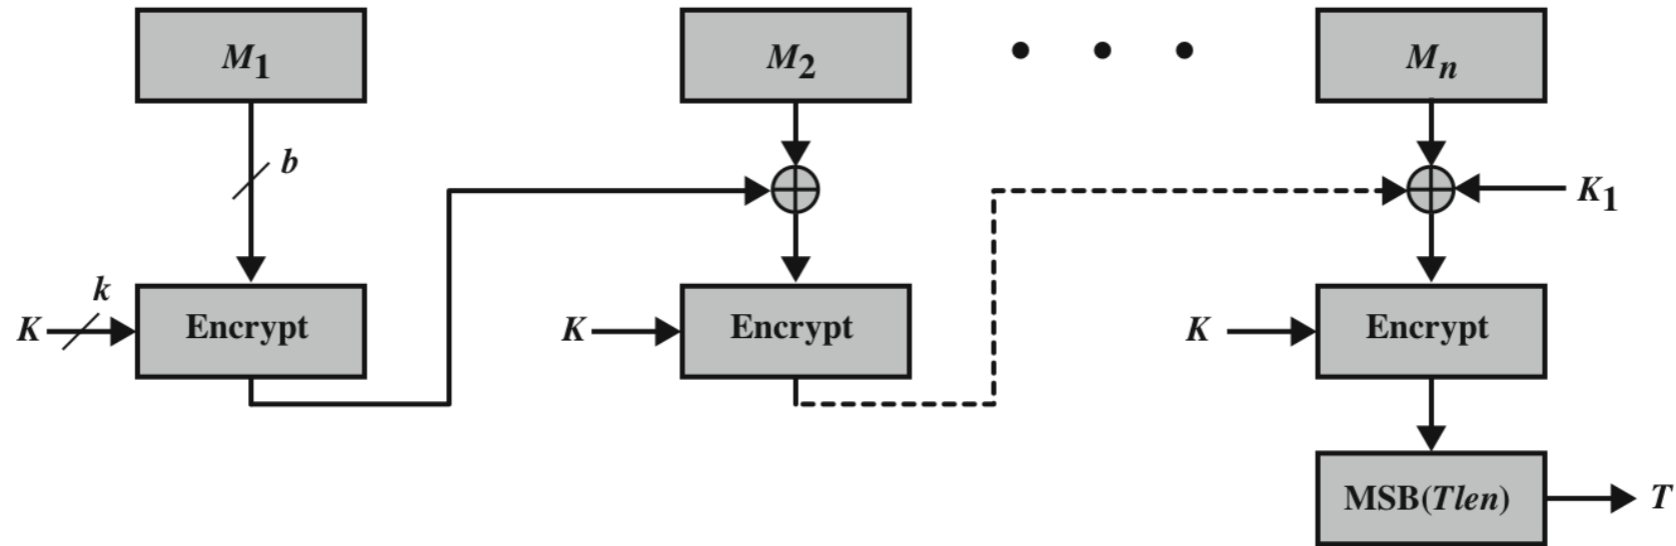 M1 M2 • • • Mn
b
K1
k
K Encrypt K Encrypt K Encrypt
MSB(Tlen) T